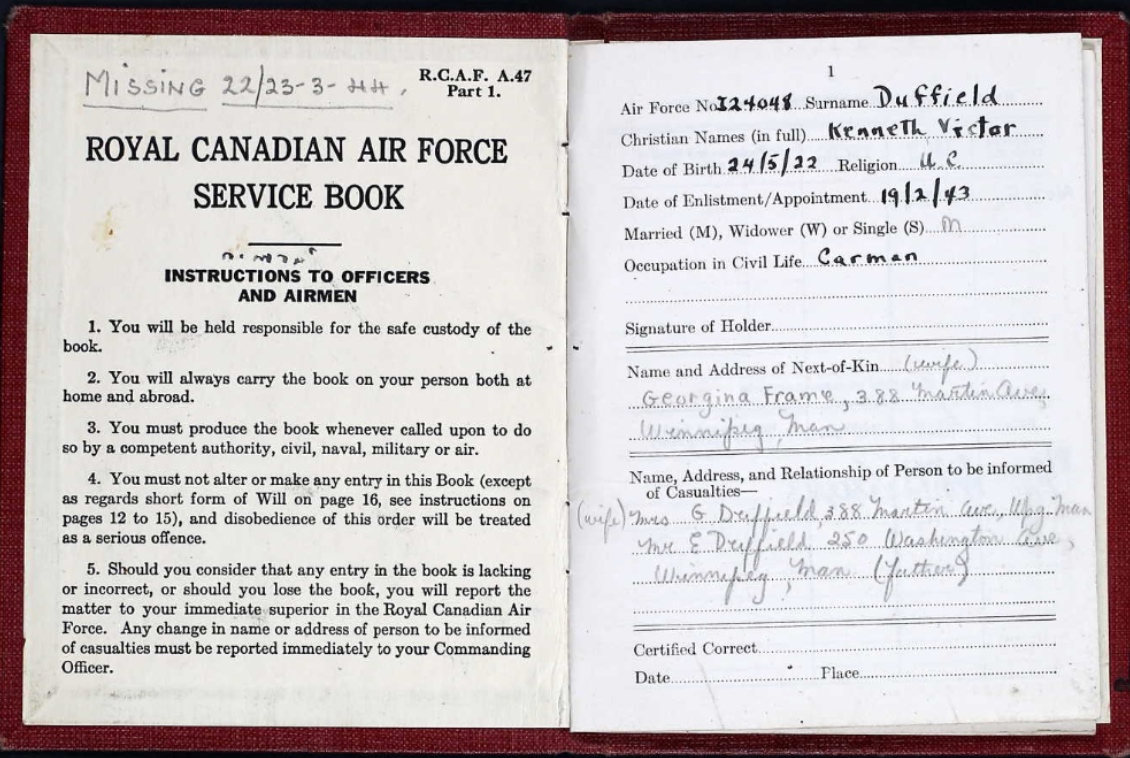 MISSING 22/23-3-44.
R.C.A.F. A.47
Part 1.
ROYAL CANADIAN AIR FORCE
SERVICE BOOK
INSTRUCTIONS TO OFFICERS
AND AIRMEN
1. You will be held responsible for the safe custody of the
book.
2. You will always carry the book on your person both at
home and abroad.
3. You must produce the book whenever called upon to do
so by a competent authority, civil, naval, military or air.
4. You must not alter or make any entry in this Book (except
as regards short form of Will on page 16, see instructions on
pages 12 to 15), and disobedience of this order will be treated
as a serious offence.
5. Should you consider that any entry in the book is lacking
or incorrect, or should you lose the book, you will report the
matter to your immediate superior in the Royal Canadian Air
Force. Any change in name or address of person to be informed
of casualties must be reported immediately to your Commanding
Officer.
1
Air Force No. J24048 Surname Duffield
Christian Names (in full) Kenneth Victor
Date of Birth 24/5/22 Religion U.C.
Date of Enlistment/Appointment 19/2/43
Married (M), Widower (W) or Single (S) M
Occupation in Civil Life Carman
Signature of Holder
Name and Address of Next-of-Kin (wife)
Georgina Frame, 388 Martin Ave,
Winnipeg, Man
Name, Address, and Relationship of Person to be informed
of Casualties—
(wife) Mrs G Duffield, 388 Martin Ave., Wpg. Man
Mr E Duffield 250 Washington Ave,
Winnipeg, Man (father)
Certified Correct
Date Place